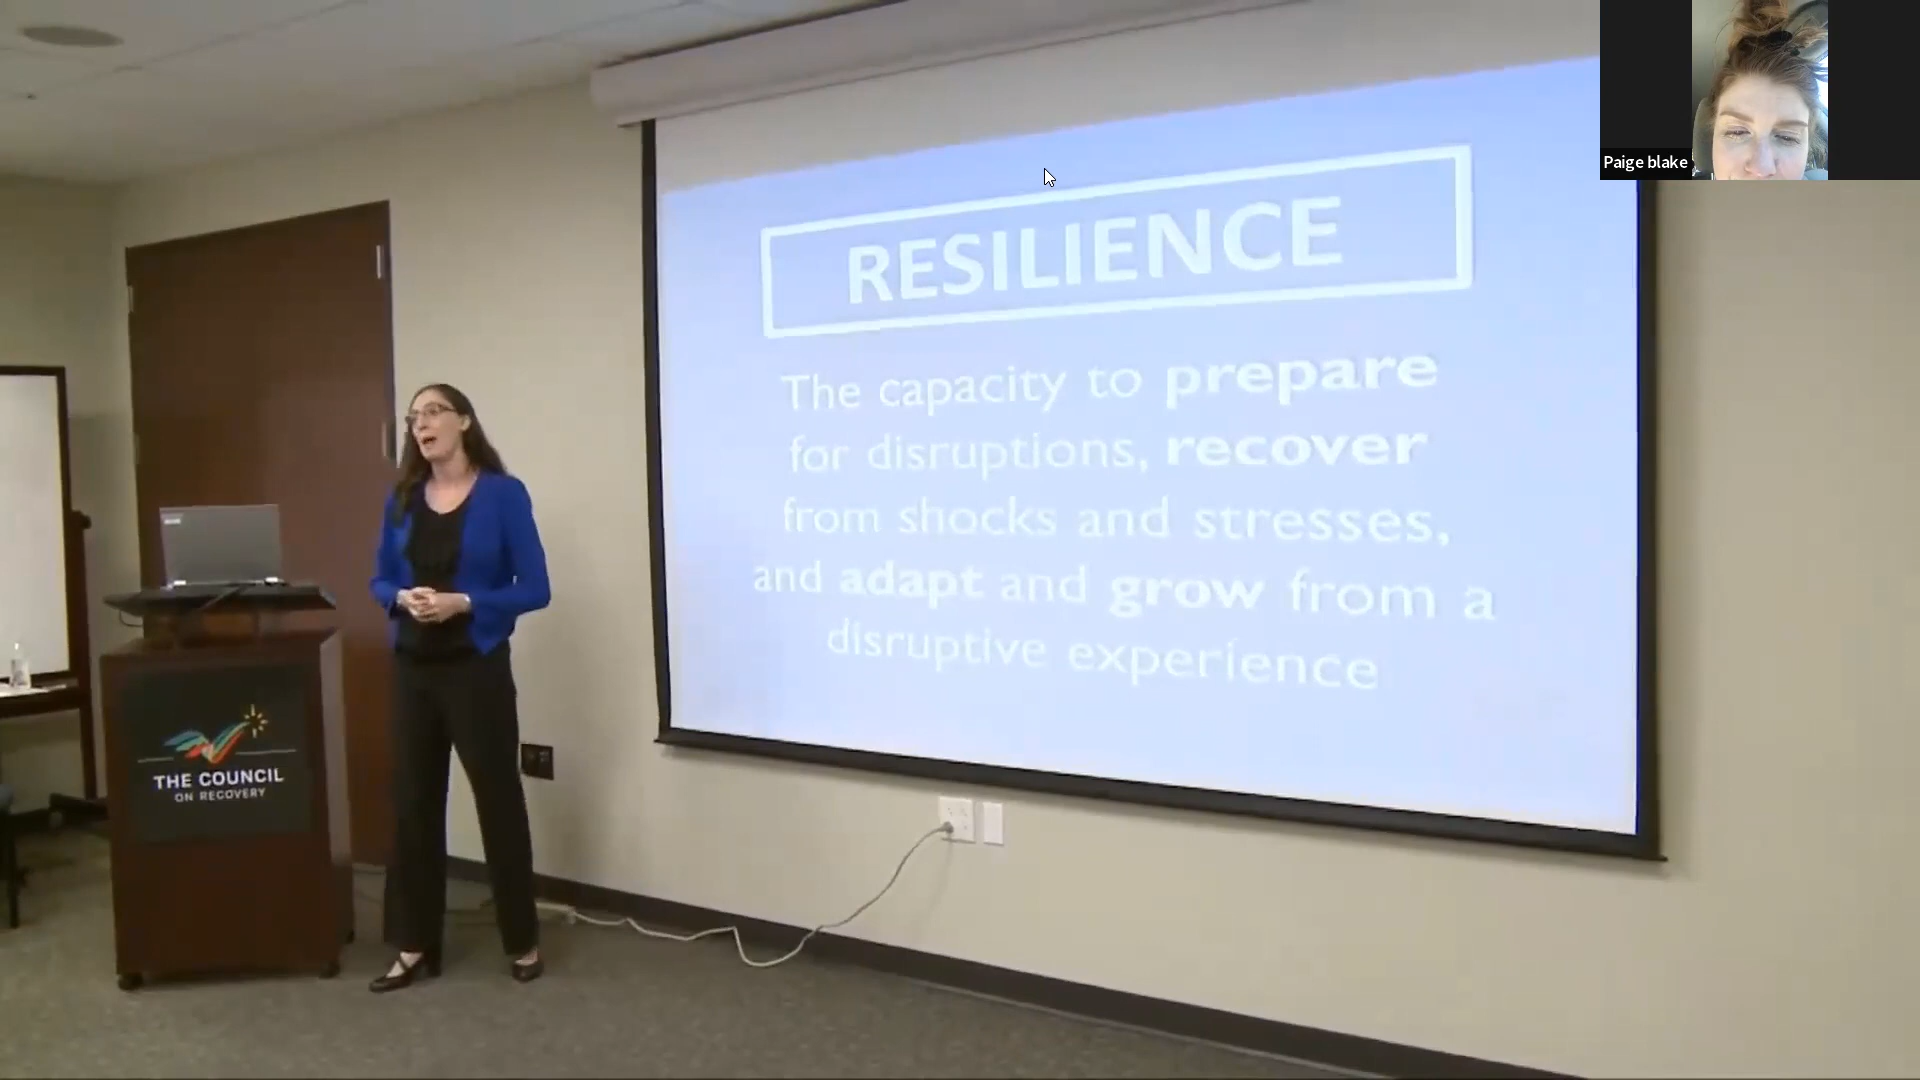 Paige blake
RESILIENCE
The capacity to prepare
for disruptions, recover
from shocks and stresses,
and adapt and grow from a
disruptive experience
THE COUNCIL
ON RECOVERY